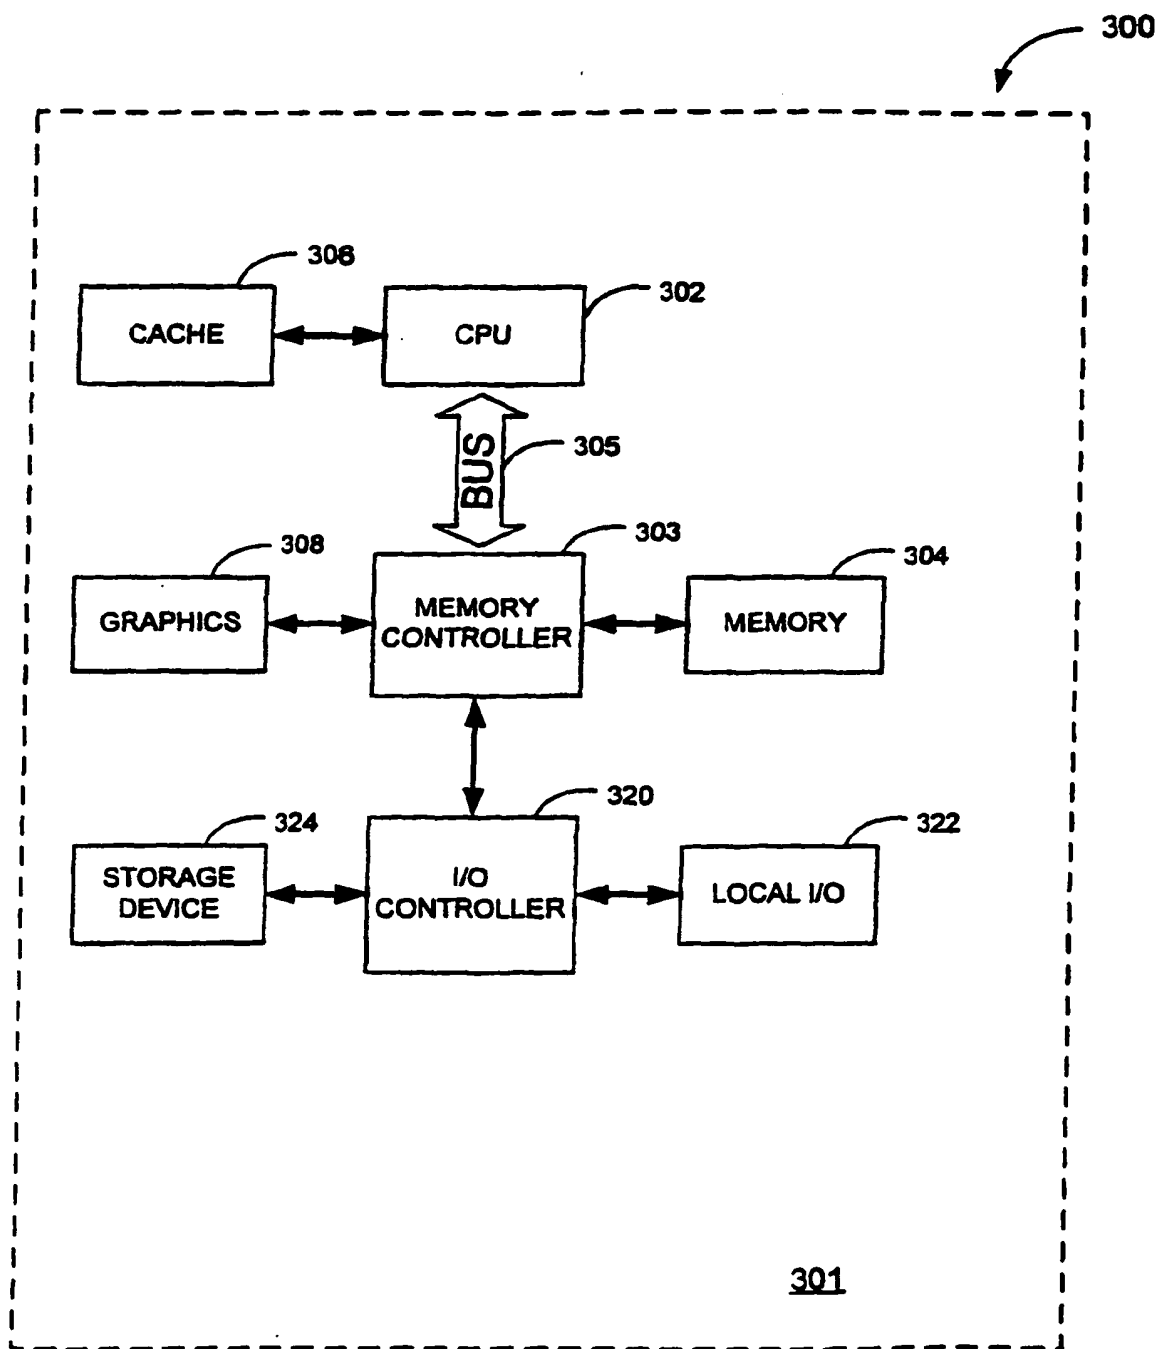 300
306
302
CACHE
CPU
BUS
305
303
308
304
GRAPHICS
MEMORY
CONTROLLER
MEMORY
320
324
322
STORAGE
DEVICE
I/O
CONTROLLER
LOCAL I/O
301